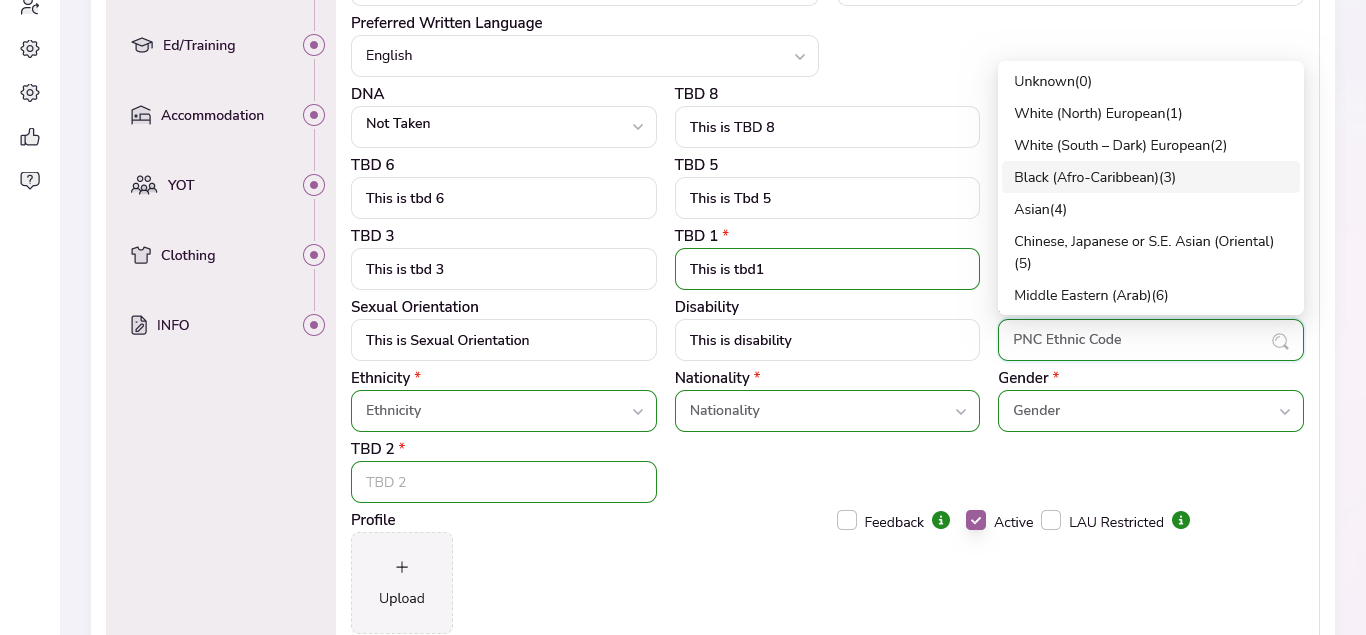 Ed/Training
Accommodation
YOT
Clothing
INFO
Preferred Written Language
English
DNA
Not Taken
TBD 8
This is TBD 8
TBD 6
This is tbd 6
TBD 5
This is Tbd 5
TBD 3
This is tbd 3
TBD 1 *
This is tbd1
Sexual Orientation
This is Sexual Orientation
Disability
This is disability
Unknown(0)
White (North) European(1)
White (South – Dark) European(2)
Black (Afro-Caribbean)(3)
Asian(4)
Chinese, Japanese or S.E. Asian (Oriental)
(5)
Middle Eastern (Arab)(6)
PNC Ethnic Code
Ethnicity *
Ethnicity
Nationality *
Nationality
Gender *
Gender
TBD 2 *
TBD 2
Profile
Upload
Feedback
Active
LAU Restricted